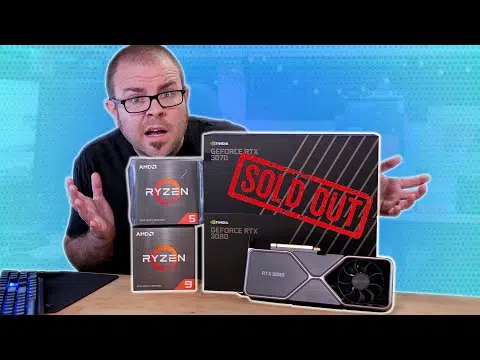 AMD
RYZEN
5
AMD
RYZEN
9
NVIDIA
GEFORCE RTX
3070
SOLD OUT
NVIDIA
GEFORCE RTX
3080
RTX 3080